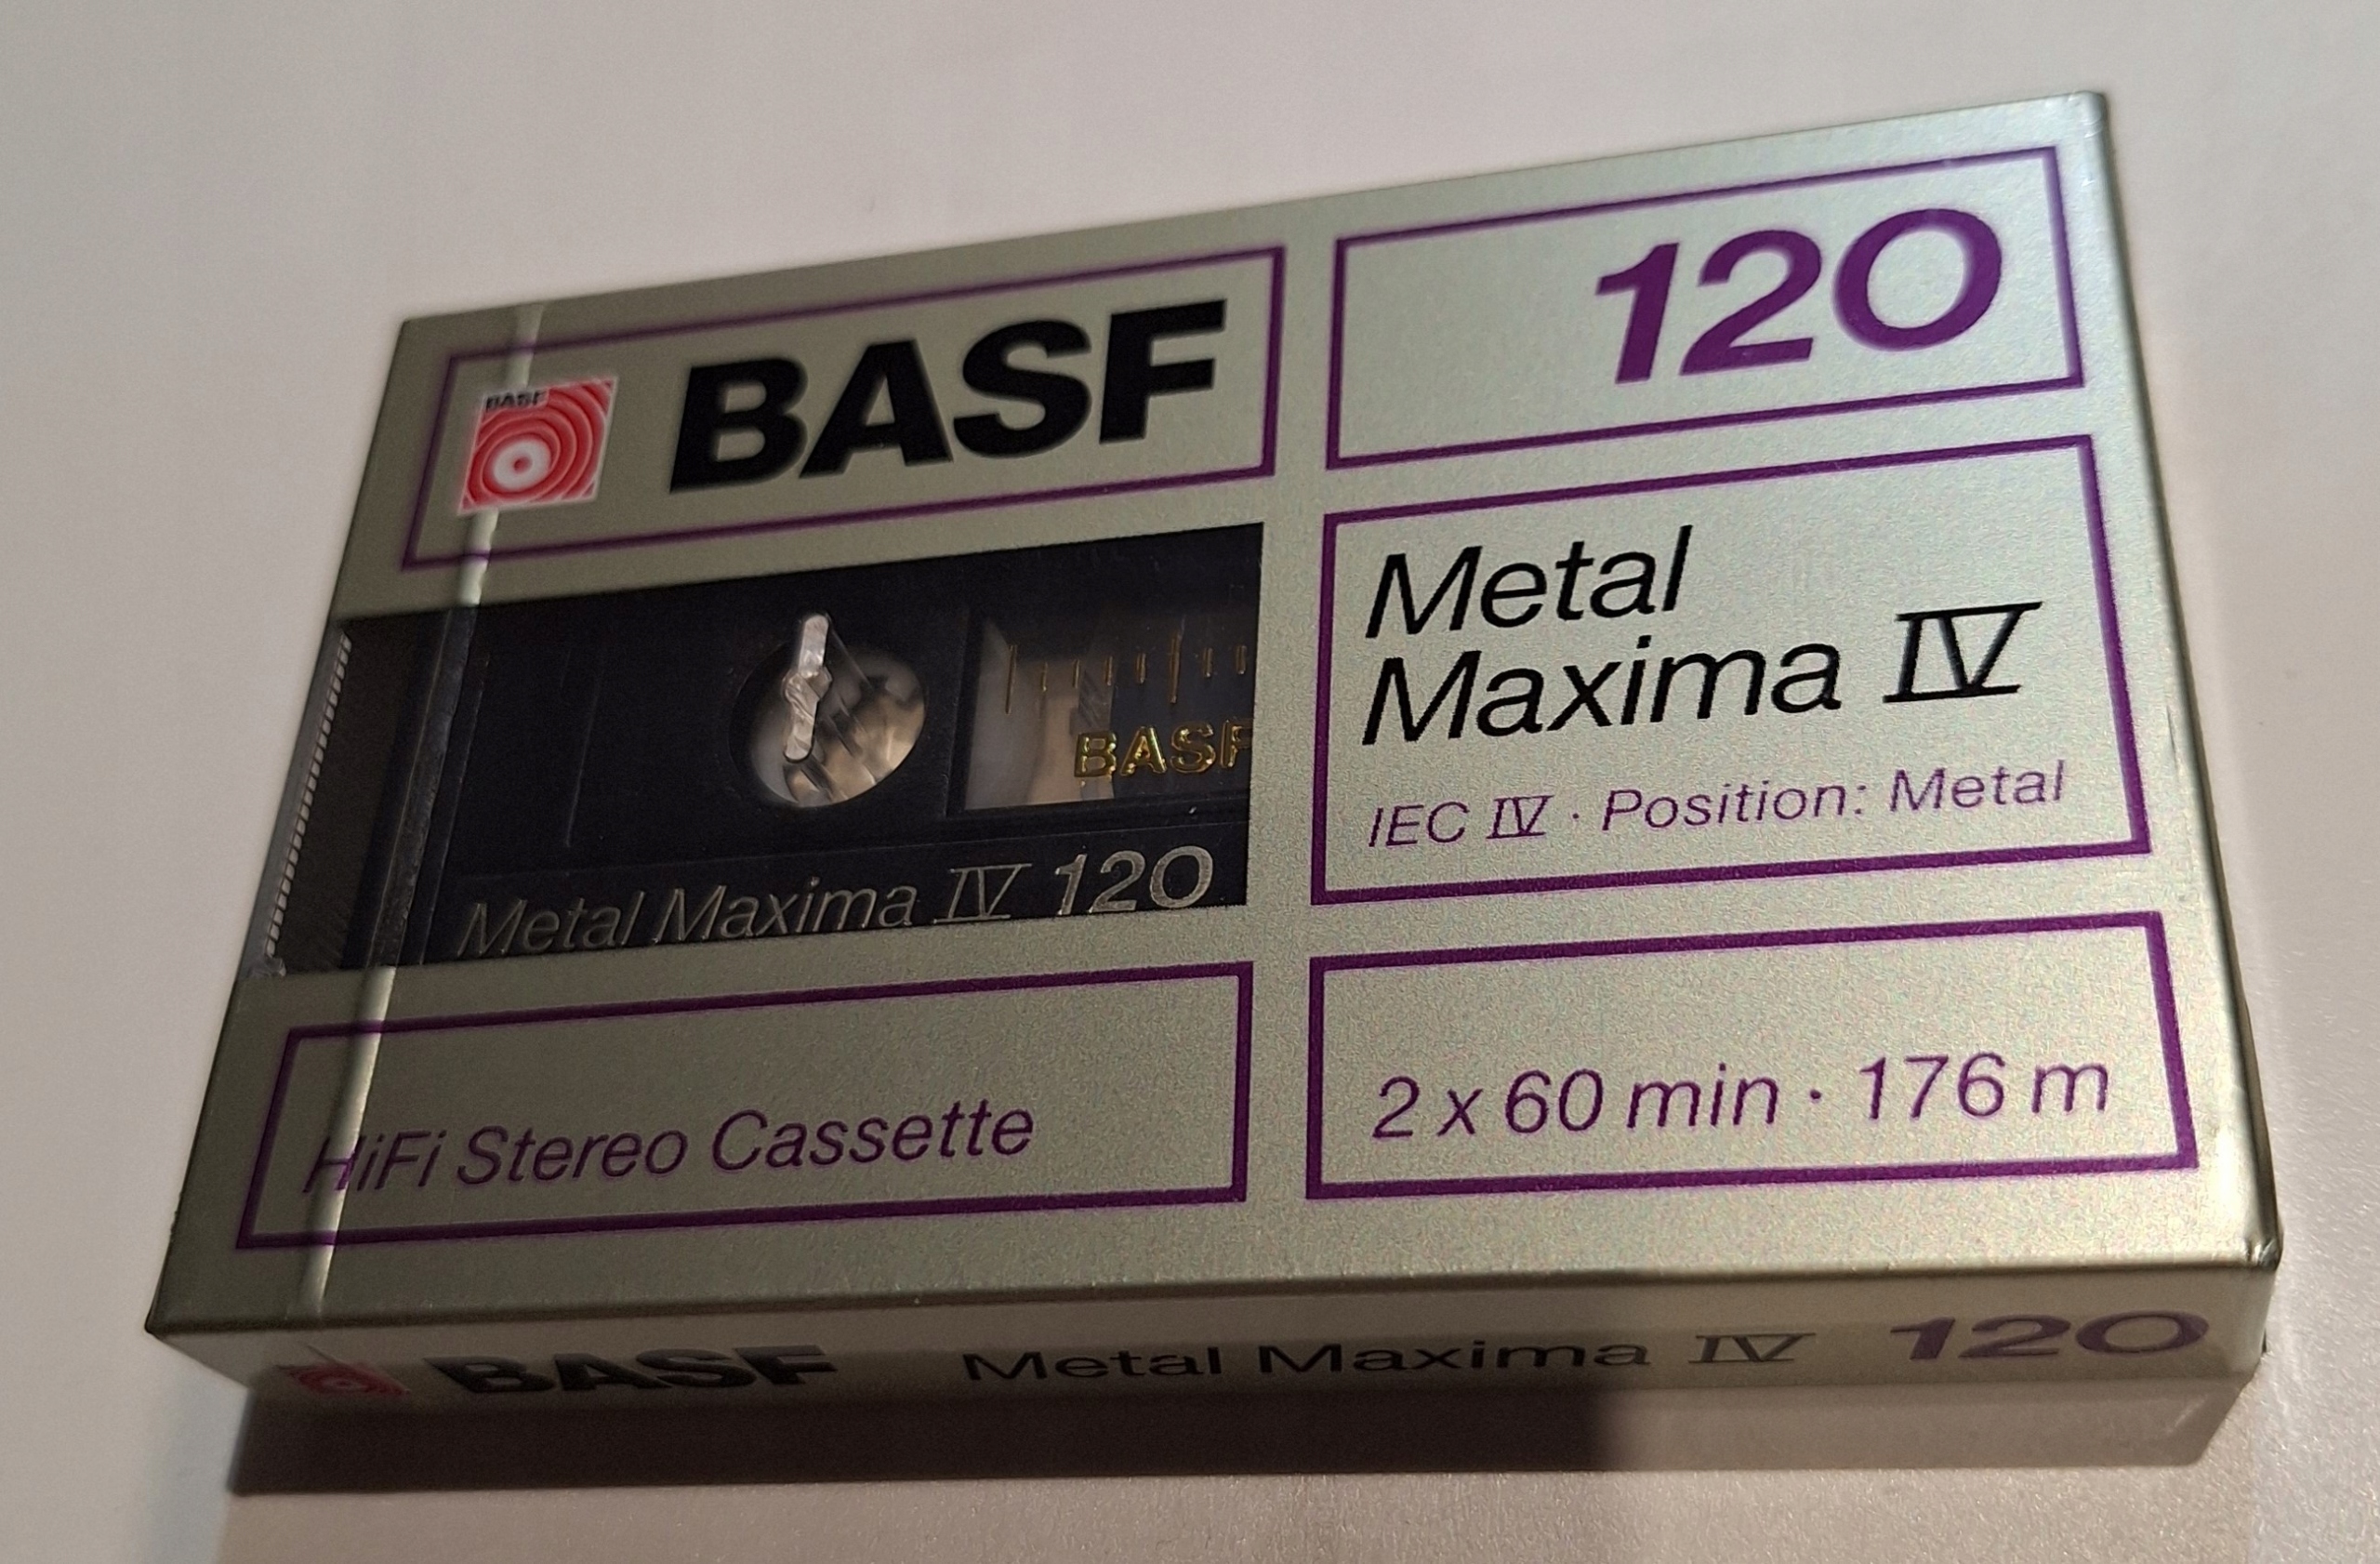 BASF
BASF
120
Metal
Maxima IV
IEC IV · Position: Metal
BASF
Metal Maxima IV 120
HiFi Stereo Cassette
2 x 60 min · 176 m
BASF Metal Maxima IV 120